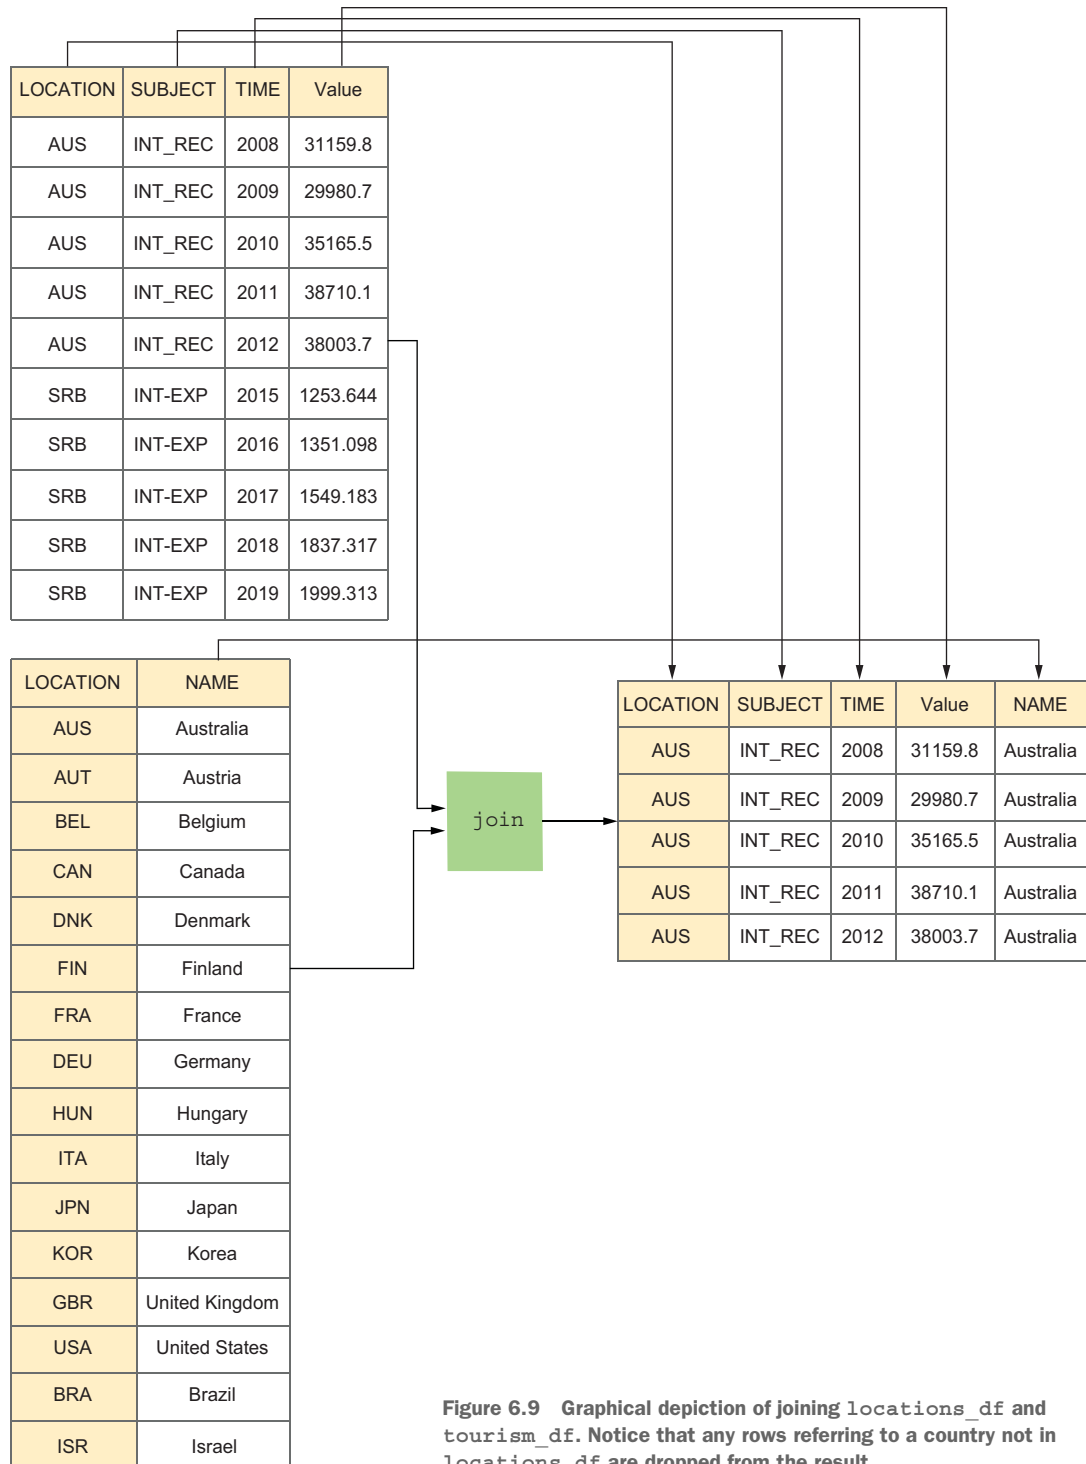 LOCATION SUBJECT TIME Value
AUS INT_REC 2008 31159.8
AUS INT_REC 2009 29980.7
AUS INT_REC 2010 35165.5
AUS INT_REC 2011 38710.1
AUS INT_REC 2012 38003.7
SRB INT-EXP 2015 1253.644
SRB INT-EXP 2016 1351.098
SRB INT-EXP 2017 1549.183
SRB INT-EXP 2018 1837.317
SRB INT-EXP 2019 1999.313
LOCATION NAME
AUS Australia
AUT Austria
BEL Belgium
CAN Canada
DNK Denmark
FIN Finland
FRA France
DEU Germany
HUN Hungary
ITA Italy
JPN Japan
KOR Korea
GBR United Kingdom
USA United States
BRA Brazil
ISR Israel
join
LOCATION SUBJECT TIME Value NAME
AUS INT_REC 2008 31159.8 Australia
AUS INT_REC 2009 29980.7 Australia
AUS INT_REC 2010 35165.5 Australia
AUS INT_REC 2011 38710.1 Australia
AUS INT_REC 2012 38003.7 Australia
Figure 6.9 Graphical depiction of joining locations_df and
tourism_df. Notice that any rows referring to a country not in
locations_df are dropped from the result